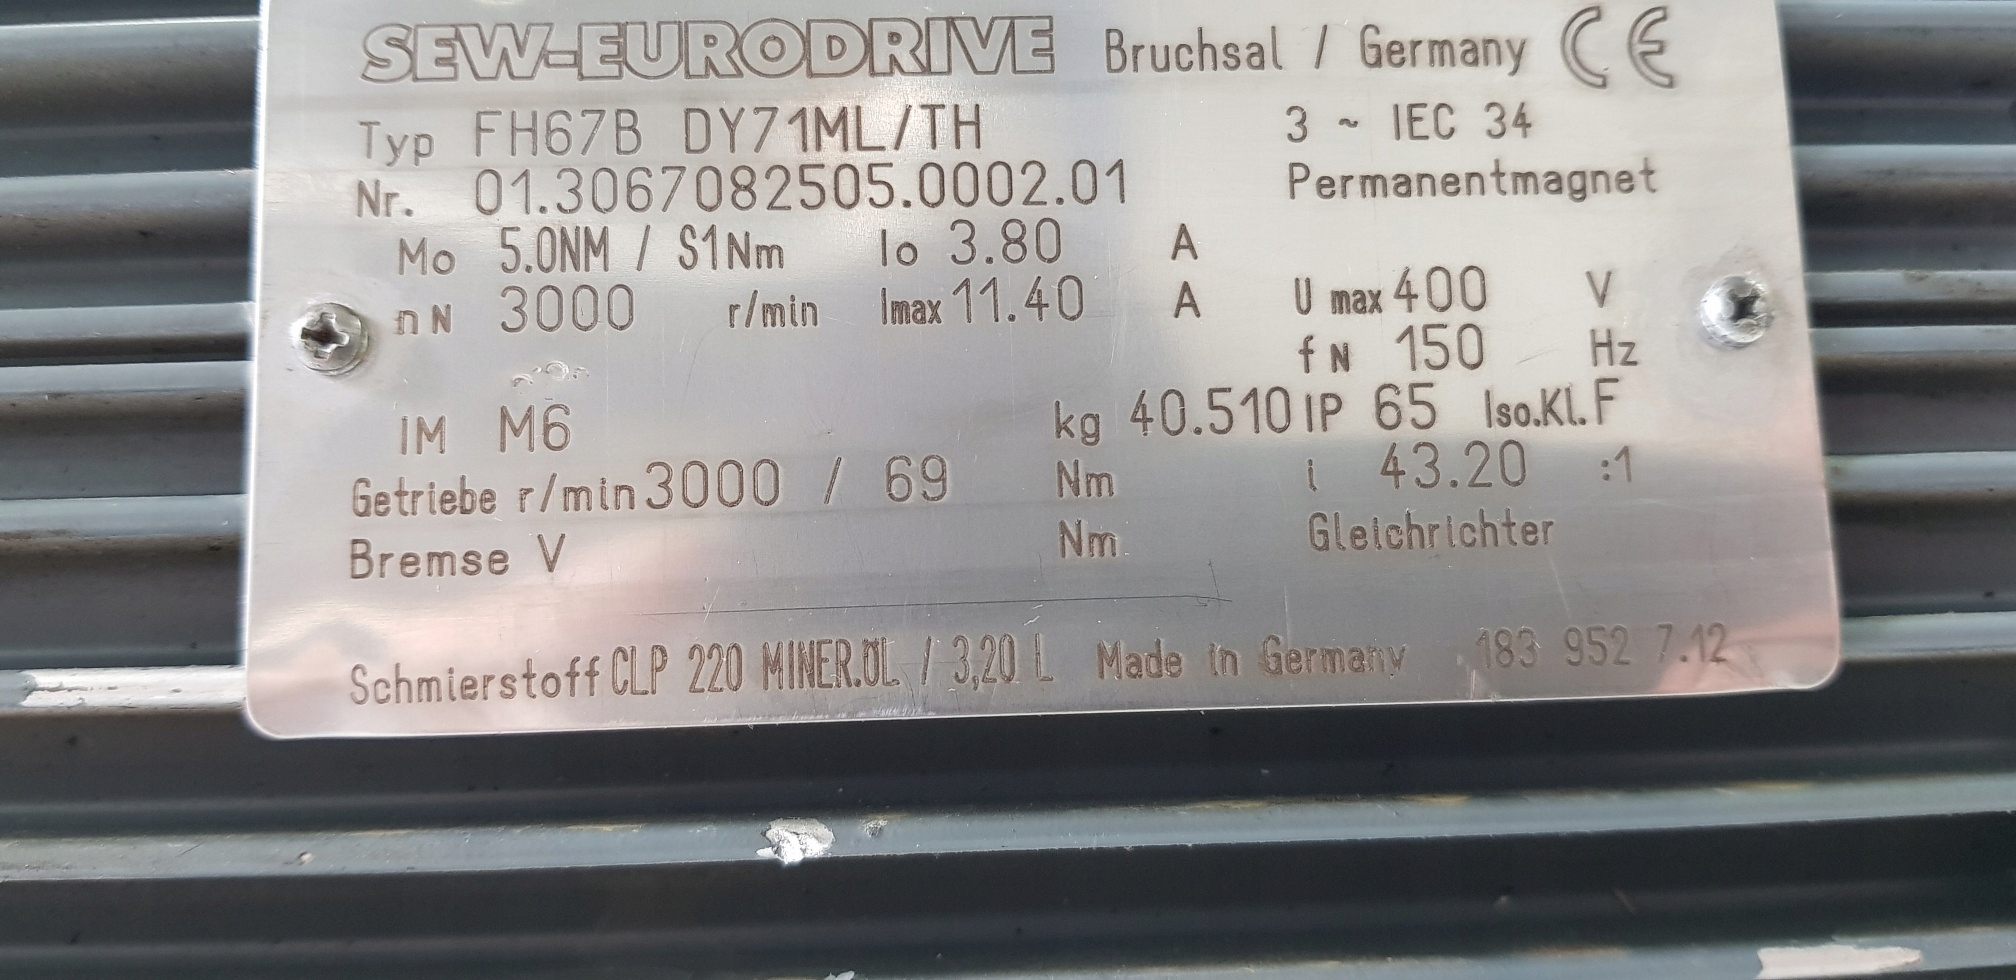 SEW-EURODRIVE Bruchsal / Germany CE
Typ FH67B DY71ML/TH 3 ~ IEC 34
Nr. 01.3067082505.0002.01 Permanentmagnet
Mo 5.0NM / S1Nm Io 3.80 A
nN 3000 r/min Imax 11.40 A U max 400 V
fN 150 Hz
IM M6 kg 40.510 IP 65 Iso.Kl. F
Getriebe r/min 3000 / 69 Nm i 43.20 :1
Bremse V Nm Gleichrichter
Schmierstoff CLP 220 MINER.ÖL / 3,20 L Made in Germany 183 952 7.12